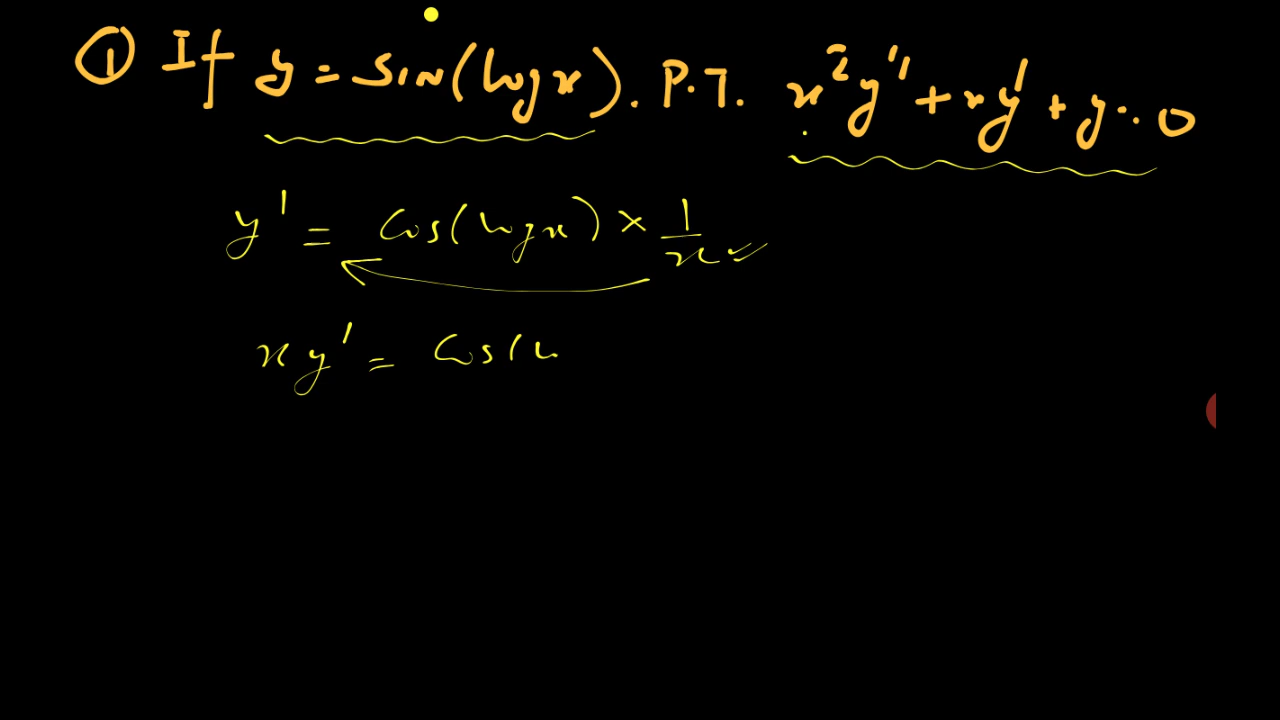 ① If y = sin(log x). P.T. x²y'' + xy' + y = 0
y' = Cos(log x) × 1/x
xy' = Cos(l